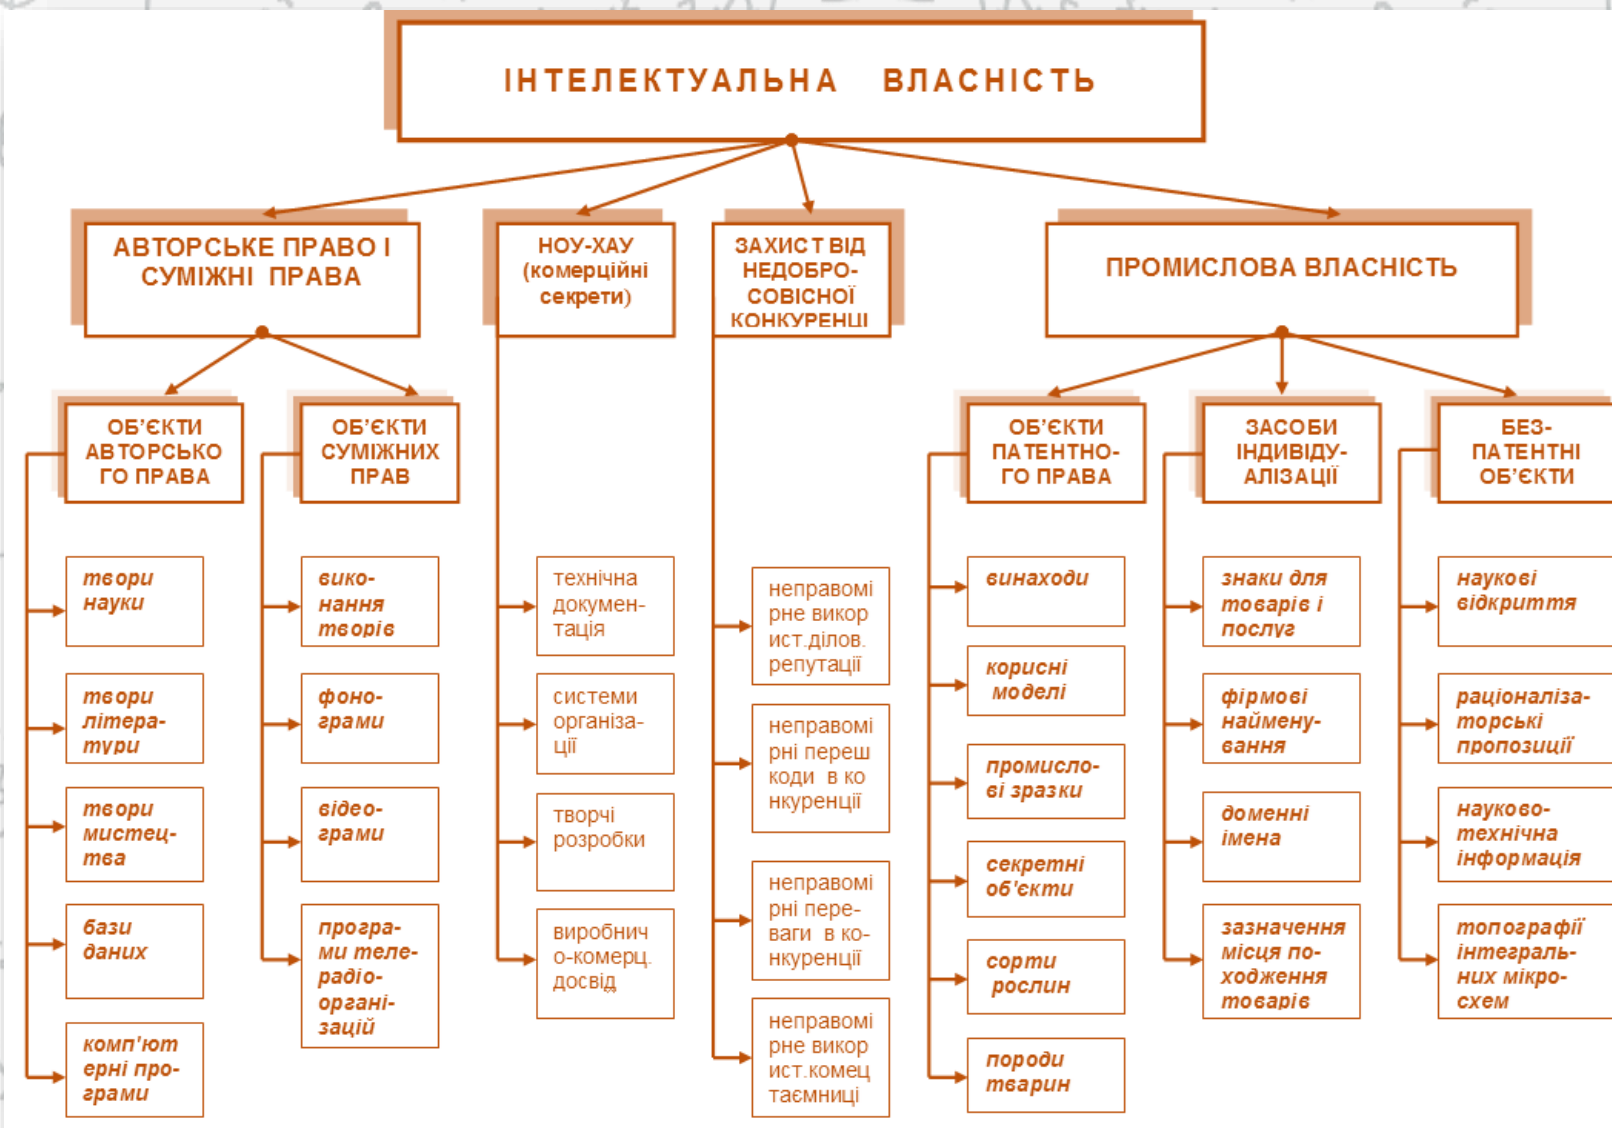 ІНТЕЛЕКТУАЛЬНА ВЛАСНІСТЬ
АВТОРСЬКЕ ПРАВО І
СУМІЖНІ ПРАВА
НОУ-ХАУ
(комерційні
секрети)
ЗАХИСТ ВІД
НЕДОБРО-
СОВІСНОЇ
КОНКУРЕНЦІ
ПРОМИСЛОВА ВЛАСНІСТЬ
ОБ'ЄКТИ
АВТОРСЬКО
ГО ПРАВА
ОБ'ЄКТИ
СУМІЖНИХ
ПРАВ
ОБ'ЄКТИ
ПАТЕНТНО-
ГО ПРАВА
ЗАСОБИ
ІНДИВІДУ-
АЛІЗАЦІЇ
БЕЗ-
ПАТЕНТНІ
ОБ'ЄКТИ
твори
науки
твори
літера-
тури
твори
мистец-
тва
бази
даних
комп'ют
ерні про-
грами
вико-
нання
творів
фоно-
грами
відео-
грами
програ-
ми теле-
радіо-
органі-
зацій
технічна
докумен-
тація
системи
організа-
ції
творчі
розробки
виробнич
о-комерц.
досвід
неправомі
рне викор
ист.ділов.
репутації
неправомі
рні переш
коди в ко
нкуренції
неправомі
рні пере-
ваги в ко-
нкуренції
неправомі
рне викор
ист.комец
таємниці
винаходи
корисні
моделі
промисло-
ві зразки
секретні
об'єкти
сорти
рослин
породи
тварин
знаки для
товарів і
послуг
фірмові
наймену-
вання
доменні
імена
зазначення
місця по-
ходження
товарів
наукові
відкриття
раціоналіза-
торські
пропозиції
науково-
технічна
інформація
топографії
інтеграль-
них мікро-
схем